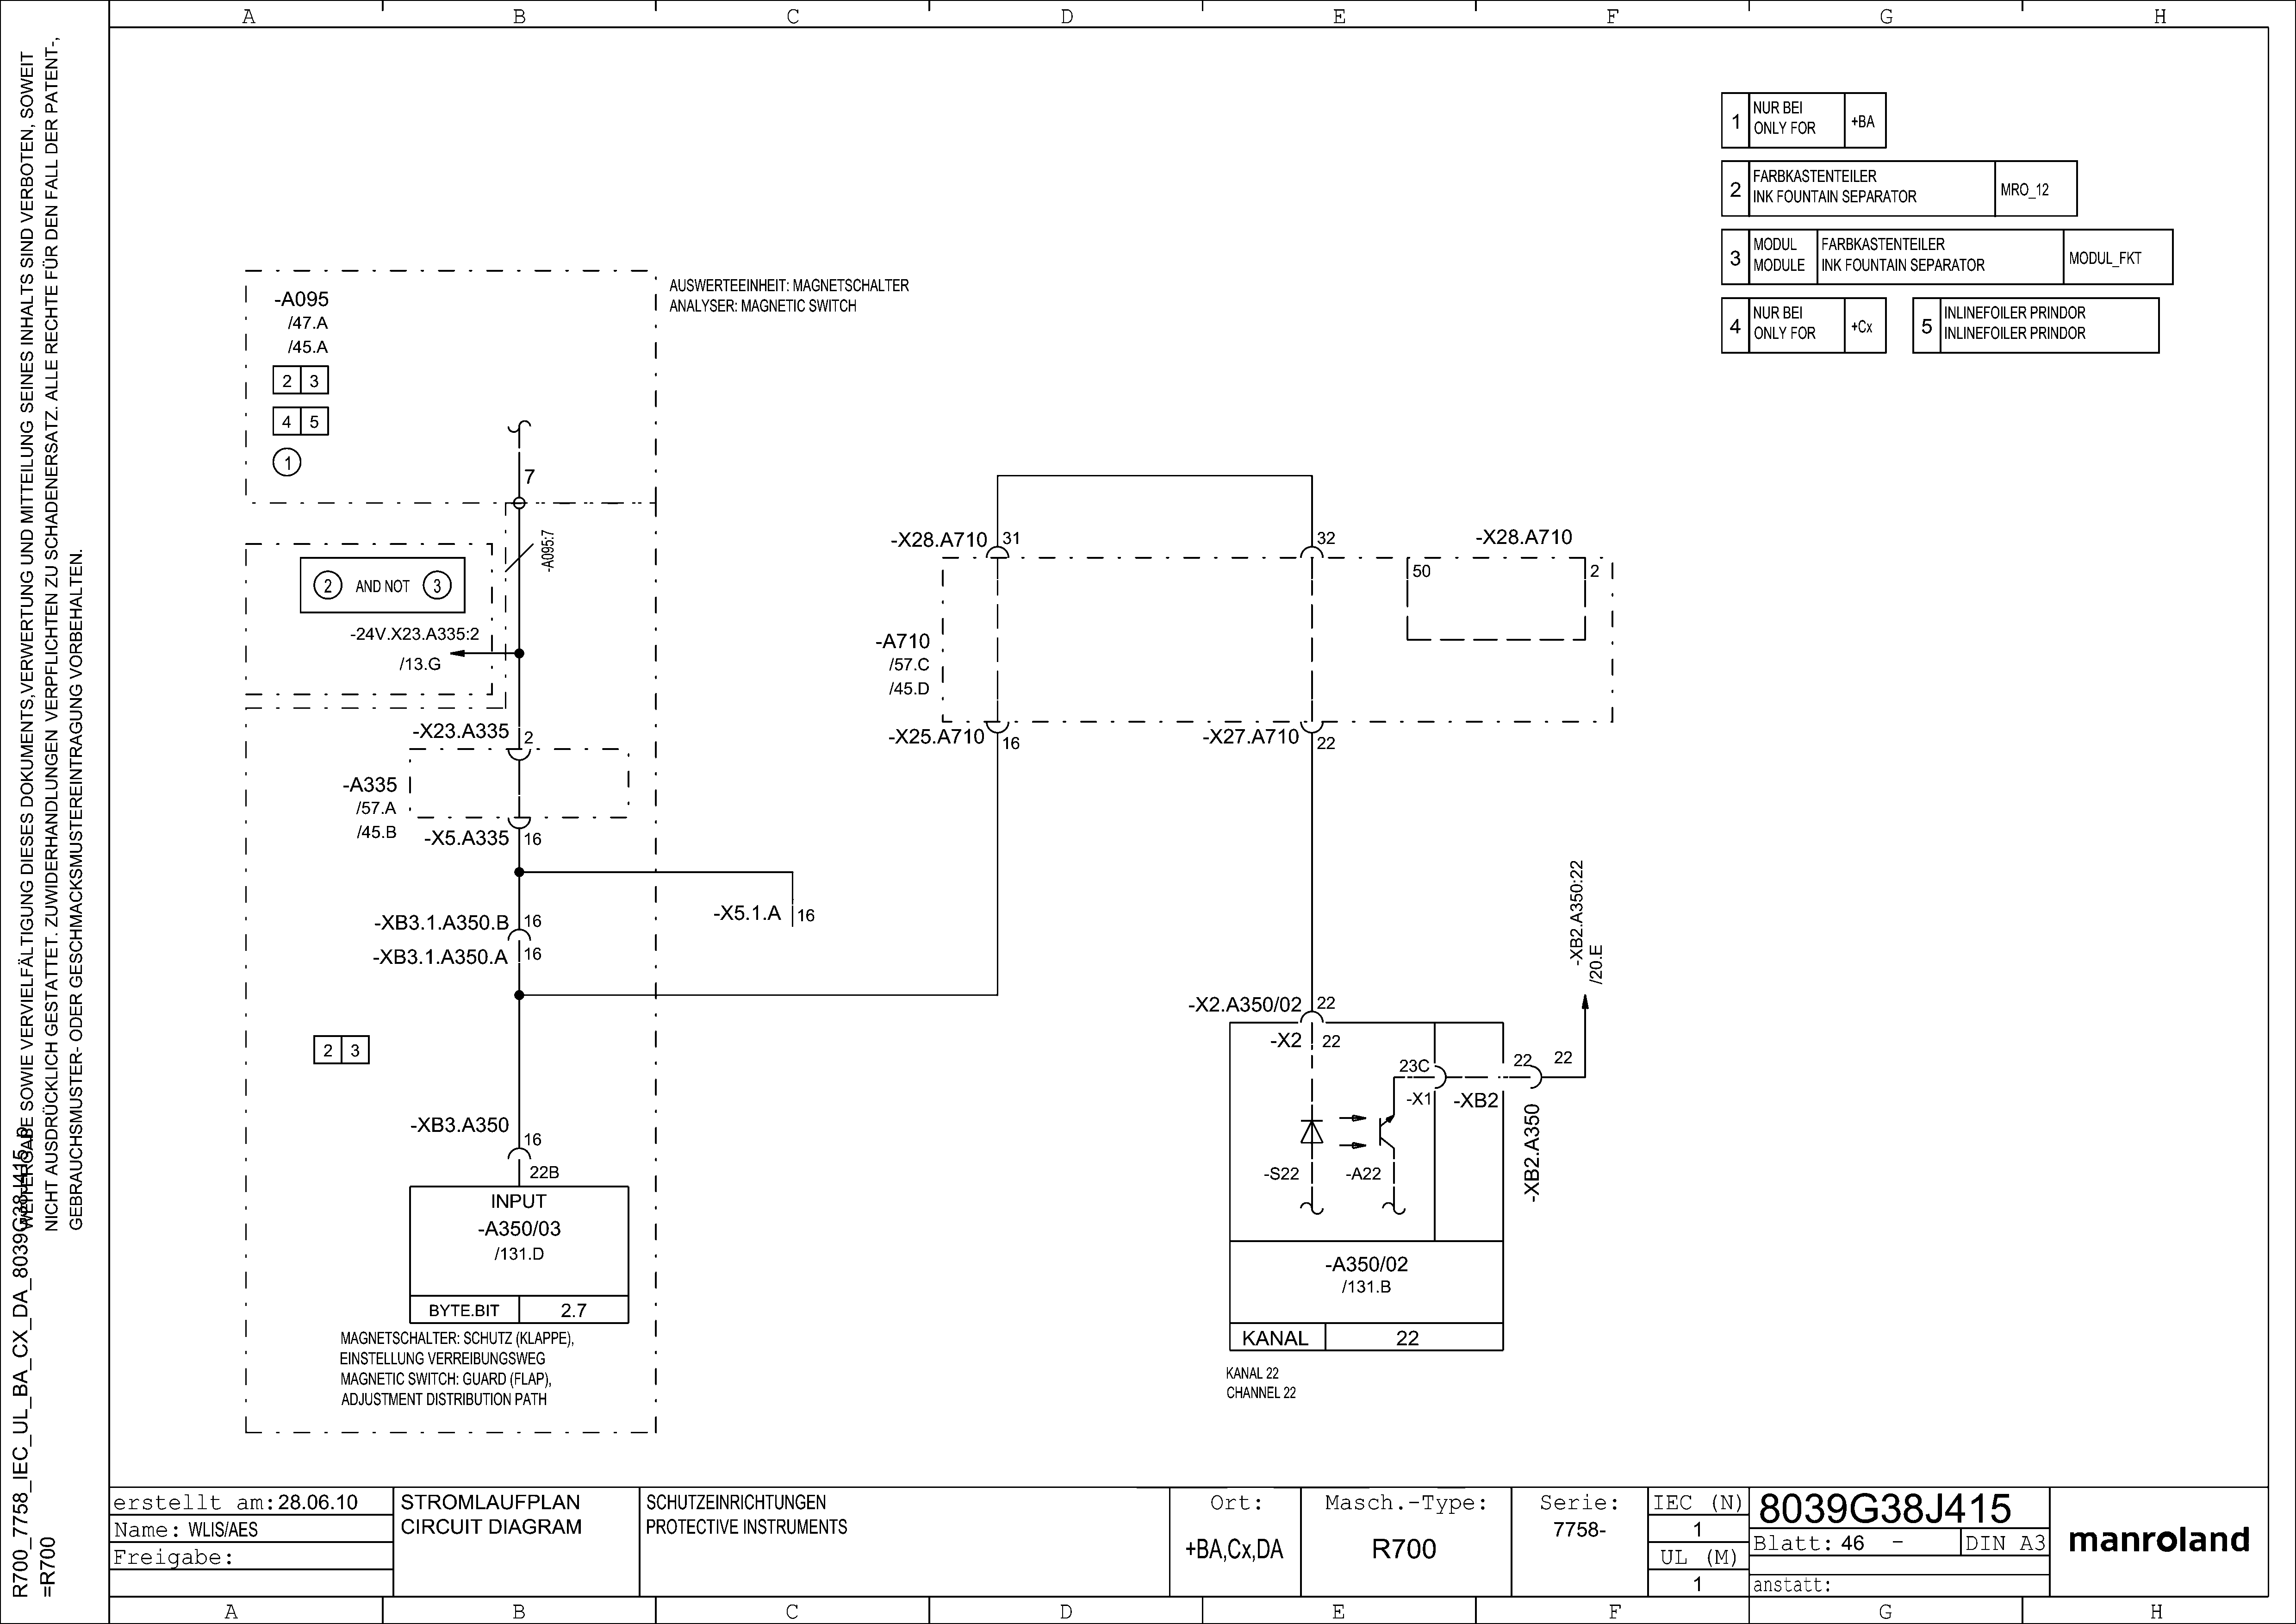 A B C D E F G H
WEITERGABE SOWIE VERVIELFÄLTIGUNG DIESES DOKUMENTS,VERWERTUNG UND MITTEILUNG SEINES INHALTS SIND VERBOTEN, SOWEIT
NICHT AUSDRÜCKLICH GESTATTET. ZUWIDERHANDLUNGEN VERPFLICHTEN ZU SCHADENERSATZ. ALLE RECHTE FÜR DEN FALL DER PATENT-,
GEBRAUCHSMUSTER- ODER GESCHMACKSMUSTEREINTRAGUNG VORBEHALTEN.
R700_7758_IEC_UL_BA_CX_DA_8039G38J415_D
=R700
1 NUR BEI +BA
ONLY FOR
2 FARBKASTENTEILER MRO_12
INK FOUNTAIN SEPARATOR
3 MODUL FARBKASTENTEILER MODUL_FKT
MODULE INK FOUNTAIN SEPARATOR
4 NUR BEI +Cx
ONLY FOR
5 INLINEFOILER PRINDOR
INLINEFOILER PRINDOR
-A095
/47.A
/45.A
2 3
4 5
1
AUSWERTEEINHEIT: MAGNETSCHALTER
ANALYSER: MAGNETIC SWITCH
7
-A095:7
2 AND NOT 3
-24V.X23.A335:2
/13.G
-X23.A335 2
-A335
/57.A
/45.B
-X5.A335 16
-X5.1.A 16
-XB3.1.A350.B 16
-XB3.1.A350.A 16
2 3
-XB3.A350 16
22B
INPUT
-A350/03
/131.D
BYTE.BIT 2.7
MAGNETSCHALTER: SCHUTZ (KLAPPE),
EINSTELLUNG VERREIBUNGSWEG
MAGNETIC SWITCH: GUARD (FLAP),
ADJUSTMENT DISTRIBUTION PATH
-X28.A710 31 32 -X28.A710
50 2
-A710
/57.C
/45.D
-X25.A710 16 -X27.A710 22
-XB2.A350:22
/20.E
-X2.A350/02 22
-X2 22
23C 22 22
-X1 -XB2
-XB2.A350
-S22 -A22
-A350/02
/131.B
KANAL 22
KANAL 22
CHANNEL 22
erstellt am: 28.06.10
Name: WLIS/AES
Freigabe:
STROMLAUFPLAN
CIRCUIT DIAGRAM
SCHUTZEINRICHTUNGEN
PROTECTIVE INSTRUMENTS
Ort:
+BA,Cx,DA
Masch.-Type:
R700
Serie:
7758-
IEC (N)
1
UL (M)
1
8039G38J415
Blatt: 46 - DIN A3
anstatt:
manroland
A B C D E F G H